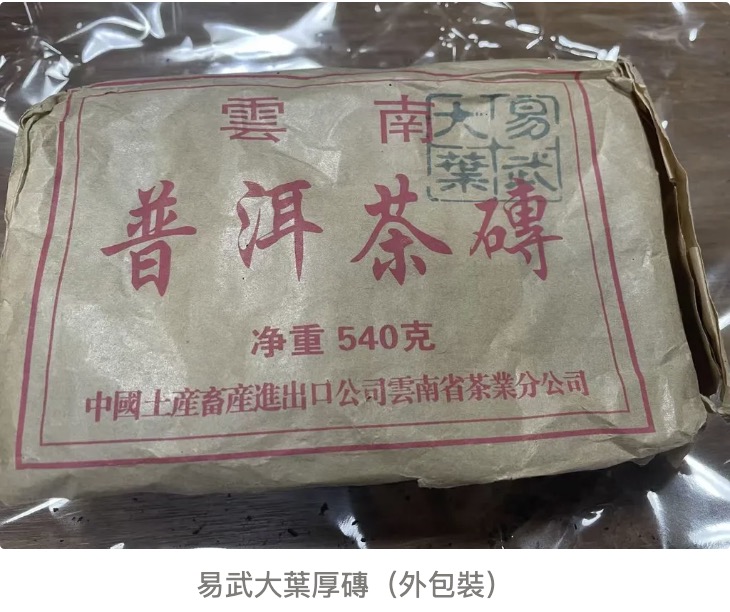 雲南
易武
大葉
普洱茶磚
净重 540克
中國土産畜産進出口公司雲南省茶業分公司
易武大葉厚磚（外包裝）